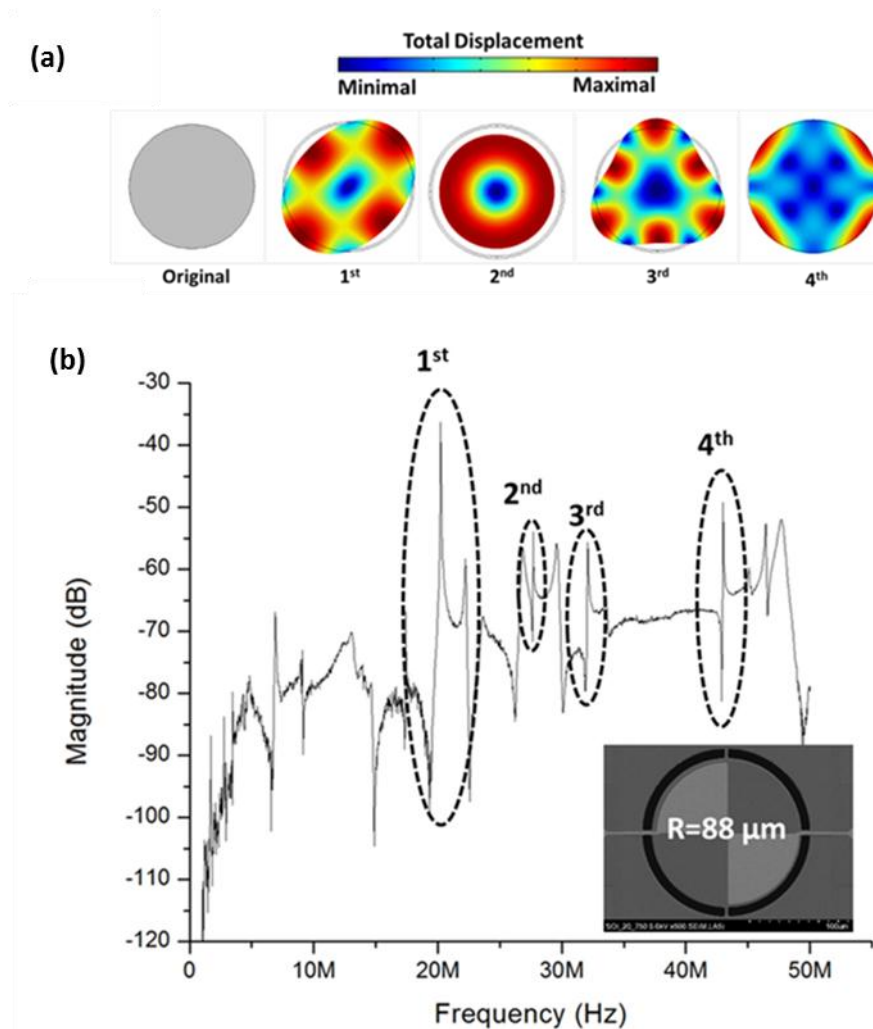 (a)
Total Displacement
Minimal Maximal
Original 1st 2nd 3rd 4th
(b)
1st
2nd
3rd
4th
-30
-40
-50
-60
-70
-80
-90
-100
-110
-120
Magnitude (dB)
R=88 μm
100um
0 10M 20M 30M 40M 50M
Frequency (Hz)